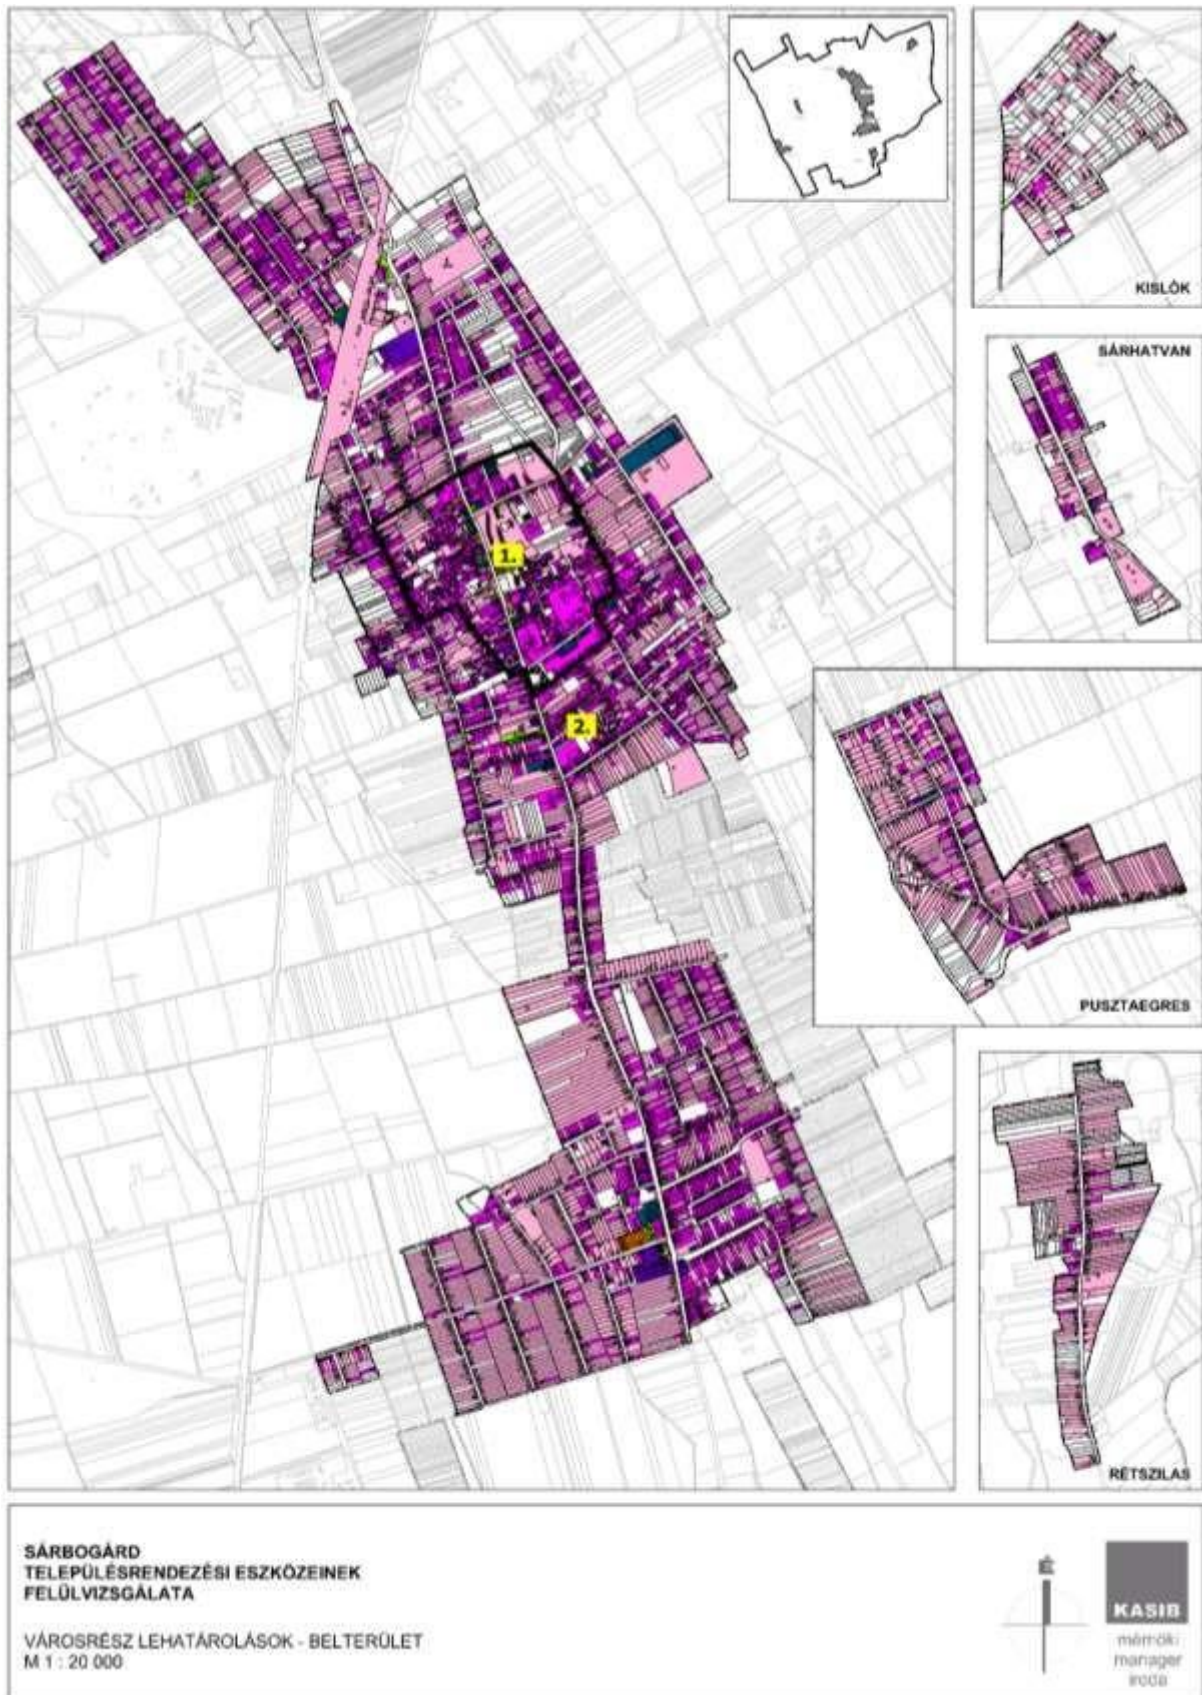 1.
2.
KISLÓK
SÁRHATVAN
PUSZTAEGRES
RÉTSZILAS
SÁRBOGÁRD
TELEPÜLÉSRENDEZÉSI ESZKÖZEINEK
FELÜLVIZSGÁLATA
VÁROSRÉSZ LEHATÁROLÁSOK - BELTERÜLET
M 1 : 20 000
É
KASIB
mérnöki
manager
iroda